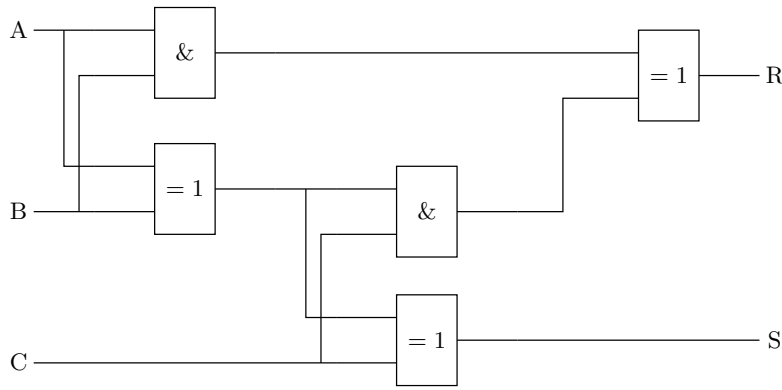 A
&
= 1
R
= 1
B
&
= 1
S
C